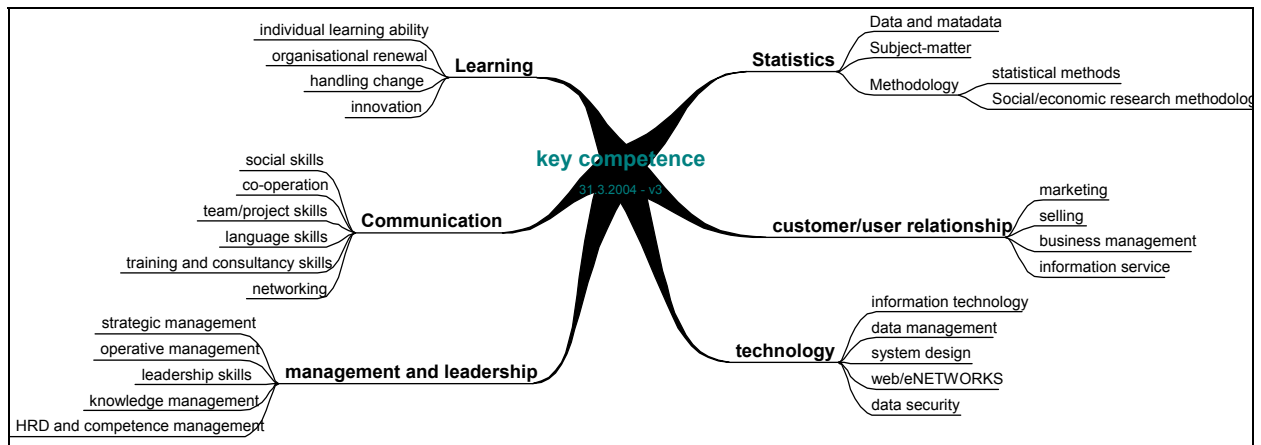 key competence
31.3.2004 - v3
Learning
individual learning ability
organisational renewal
handling change
innovation
Communication
social skills
co-operation
team/project skills
language skills
training and consultancy skills
networking
management and leadership
strategic management
operative management
leadership skills
knowledge management
HRD and competence management
Statistics
Data and matadata
Subject-matter
Methodology
statistical methods
Social/economic research methodolog
customer/user relationship
marketing
selling
business management
information service
technology
information technology
data management
system design
web/eNETWORKS
data security